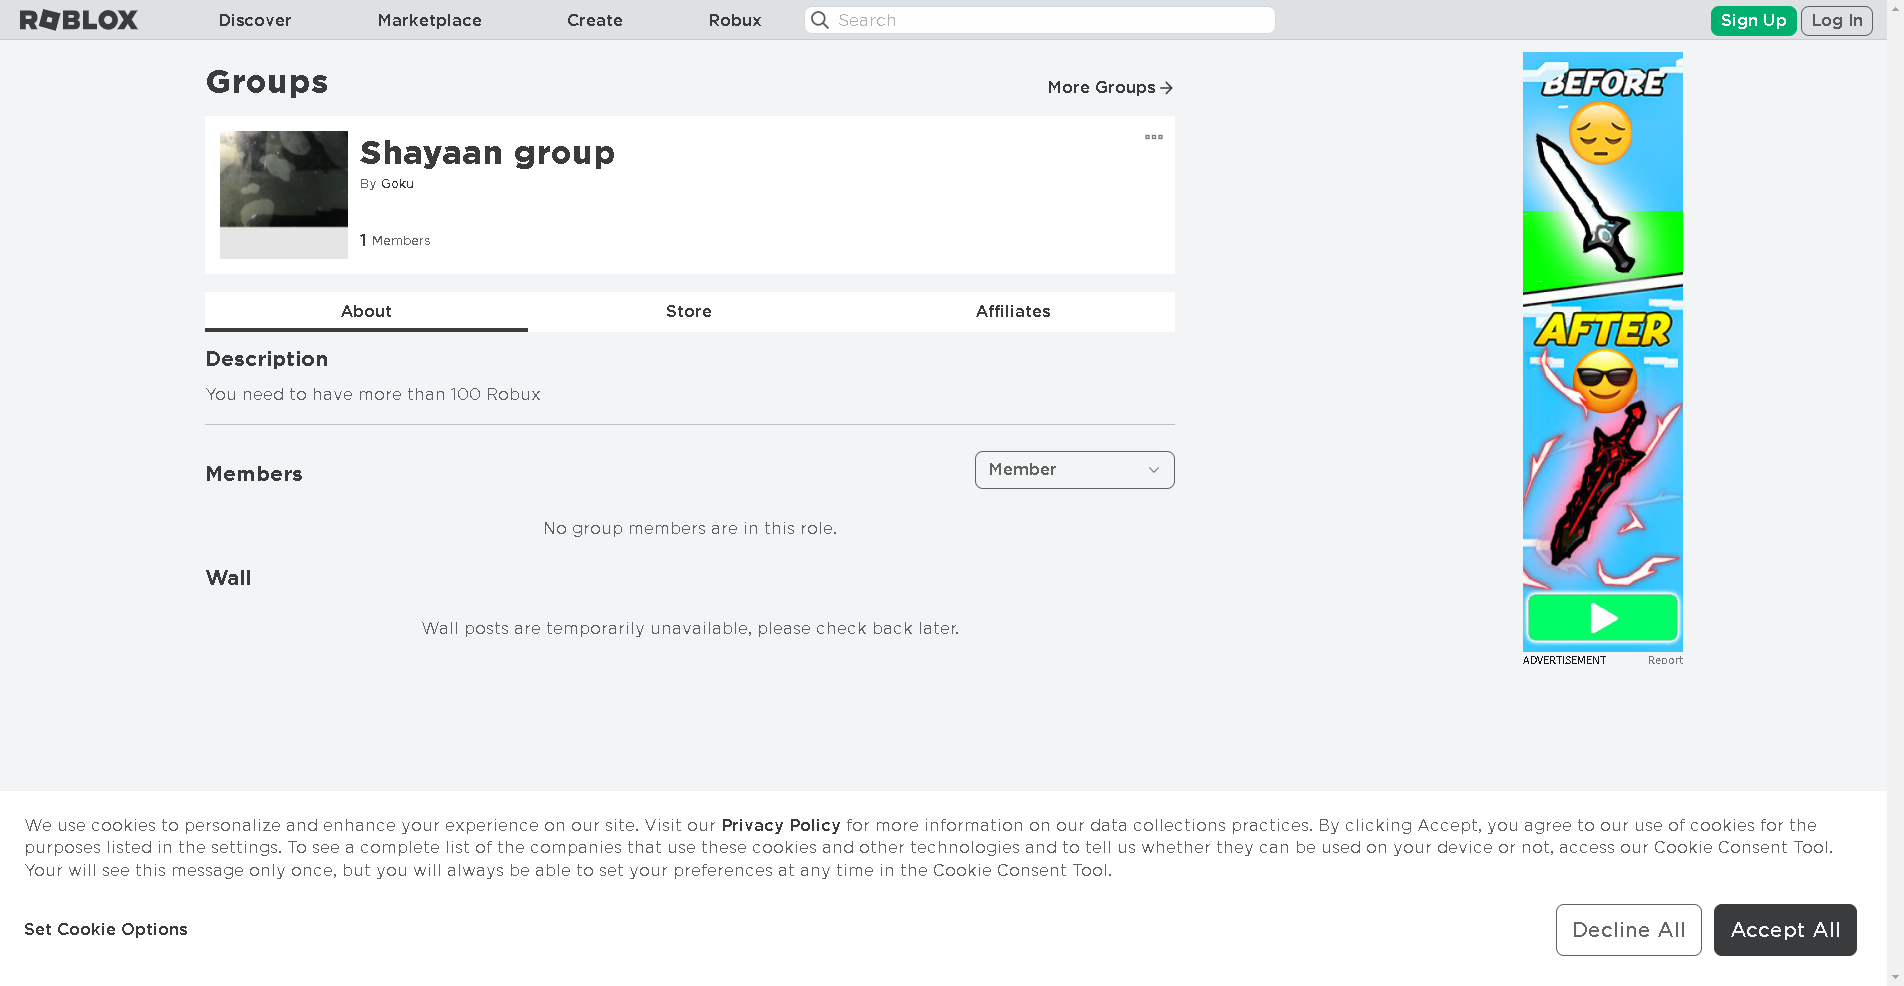 ROBLOX
Discover
Marketplace
Create
Robux
Search
Sign Up
Log In
Groups
More Groups
Shayaan group
By Goku
1 Members
About
Store
Affiliates
Description
You need to have more than 100 Robux
Members
Member
No group members are in this role.
Wall
Wall posts are temporarily unavailable, please check back later.
BEFORE
AFTER
ADVERTISEMENT
Report
We use cookies to personalize and enhance your experience on our site. Visit our Privacy Policy for more information on our data collections practices. By clicking Accept, you agree to our use of cookies for the
purposes listed in the settings. To see a complete list of the companies that use these cookies and other technologies and to tell us whether they can be used on your device or not, access our Cookie Consent Tool.
Your will see this message only once, but you will always be able to set your preferences at any time in the Cookie Consent Tool.
Set Cookie Options
Decline All
Accept All